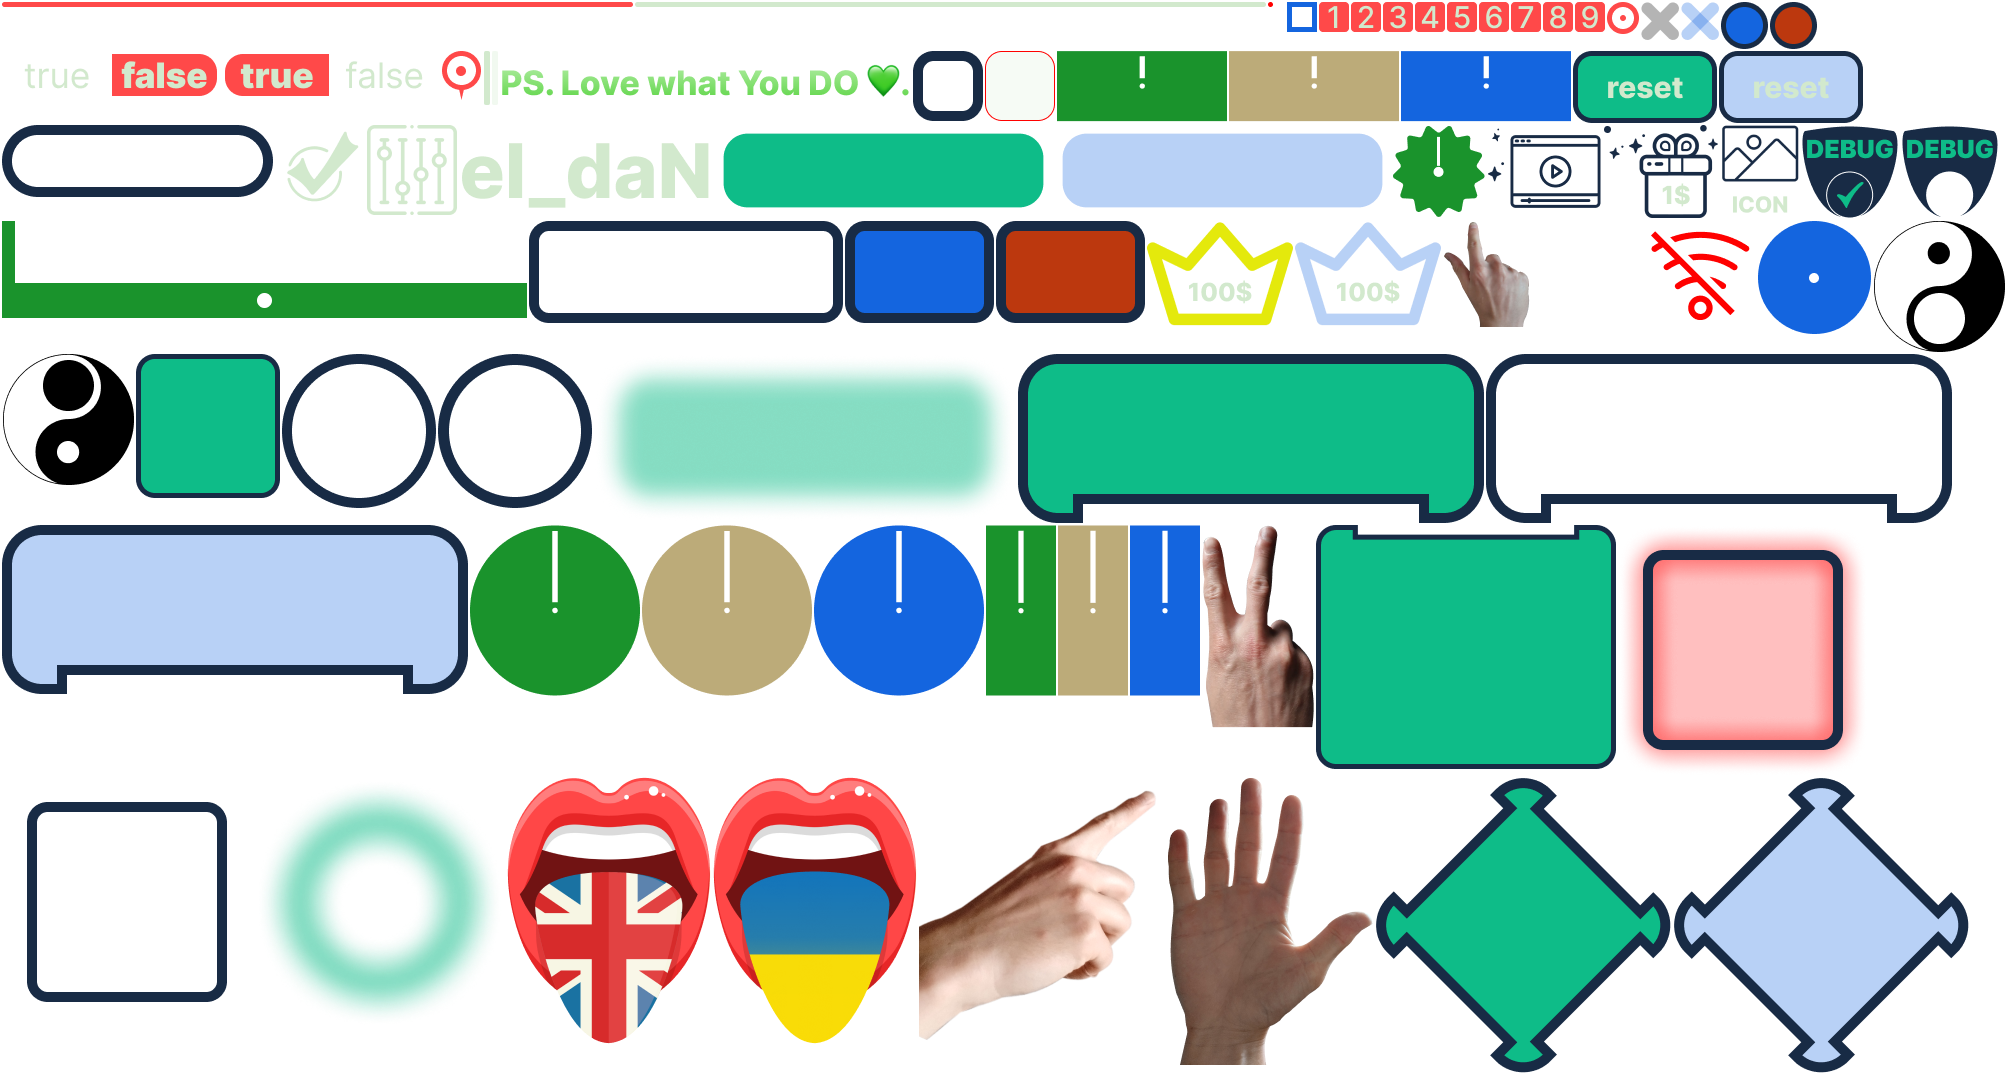 1 2 3 4 5 6 7 8 9
true false true false
PS. Love what You DO 💚.
reset reset
el_daN
1$
ICON
DEBUG DEBUG
100$ 100$